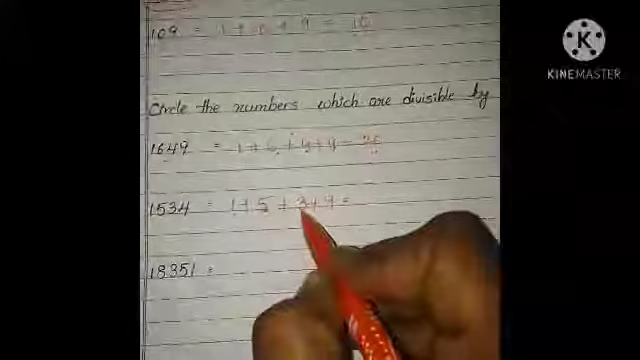 109 = 1 + 0 + 9 = 10
KINEMASTER
Circle the numbers which are divisible by
1649 = 1 + 6 + 4 + 9 = 20
1534 = 1 + 5 + 3 + 4 =
18351 =